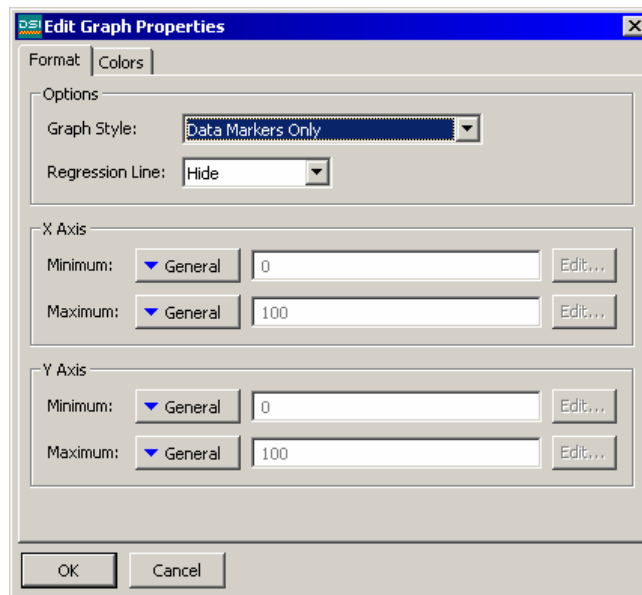 DSI Edit Graph Properties
Format Colors
Options
Graph Style: Data Markers Only
Regression Line: Hide
X Axis
Minimum: General 0 Edit...
Maximum: General 100 Edit...
Y Axis
Minimum: General 0 Edit...
Maximum: General 100 Edit...
OK Cancel